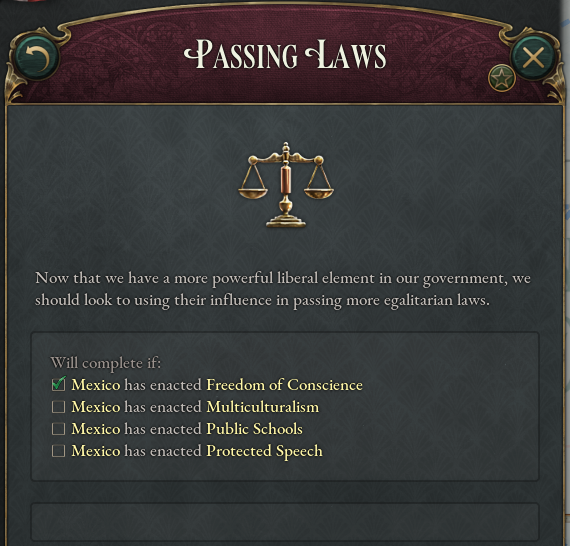 Passing Laws
Now that we have a more powerful liberal element in our government, we
should look to using their influence in passing more egalitarian laws.
Will complete if:
Mexico has enacted Freedom of Conscience
Mexico has enacted Multiculturalism
Mexico has enacted Public Schools
Mexico has enacted Protected Speech